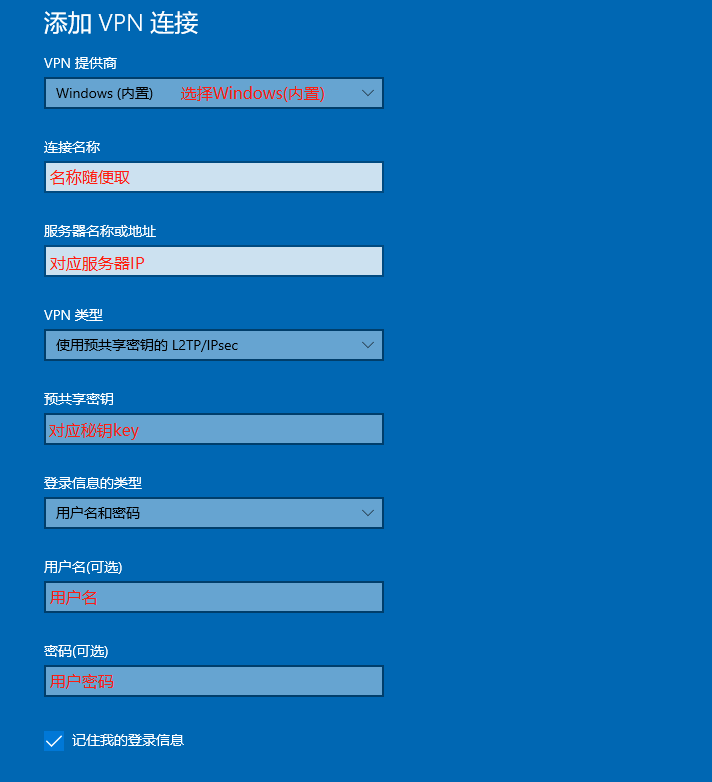 添加 VPN 连接
VPN 提供商
Windows (内置) 选择Windows(内置)
连接名称
名称随便取
服务器名称或地址
对应服务器IP
VPN 类型
使用预共享密钥的 L2TP/IPsec
预共享密钥
对应秘钥key
登录信息的类型
用户名和密码
用户名(可选)
用户名
密码(可选)
用户密码
记住我的登录信息